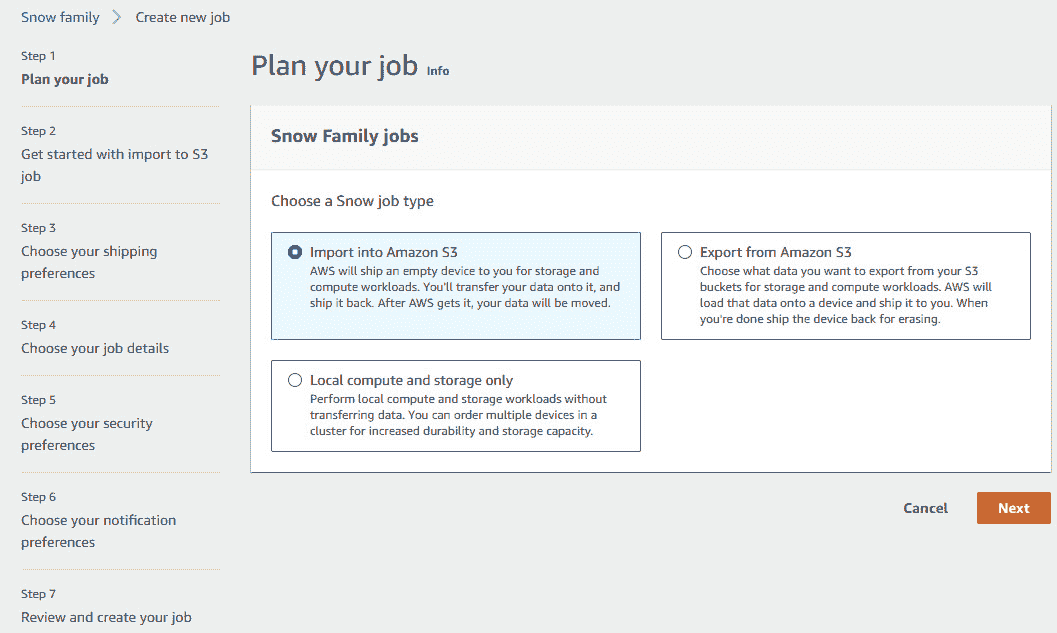 Snow family > Create new job
Step 1
Plan your job
Step 2
Get started with import to S3
job
Step 3
Choose your shipping
preferences
Step 4
Choose your job details
Step 5
Choose your security
preferences
Step 6
Choose your notification
preferences
Step 7
Review and create your job
Plan your job Info
Snow Family jobs
Choose a Snow job type
Import into Amazon S3
AWS will ship an empty device to you for storage and
compute workloads. You'll transfer your data onto it, and
ship it back. After AWS gets it, your data will be moved.
Export from Amazon S3
Choose what data you want to export from your S3
buckets for storage and compute workloads. AWS will
load that data onto a device and ship it to you. When
you're done ship the device back for erasing.
Local compute and storage only
Perform local compute and storage workloads without
transferring data. You can order multiple devices in a
cluster for increased durability and storage capacity.
Cancel
Next